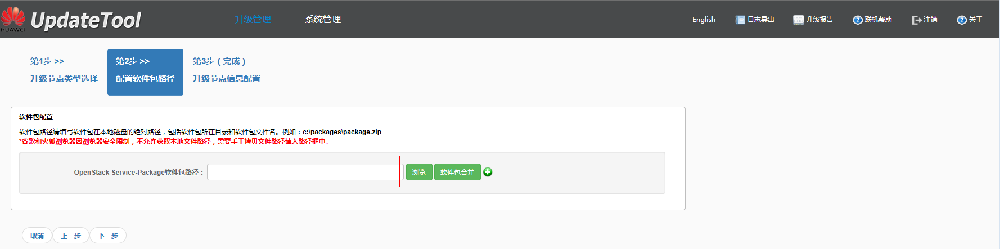 HUAWEI UpdateTool 升级管理 系统管理 English 日志导出 升级报告 联机帮助 注销 关于
第1步 >> 第2步 >> 第3步（完成）
升级节点类型选择 配置软件包路径 升级节点信息配置
软件包配置
软件包路径请填写软件包在本地磁盘的绝对路径，包括软件包所在目录和软件包文件名。例如：c:\packages\package.zip
*谷歌和火狐浏览器因浏览器安全限制，不允许获取本地文件路径，需要手工拷贝文件路径填入路径框中。
OpenStack Service-Package软件包路径： 浏览 软件包合并
取消 上一步 下一步